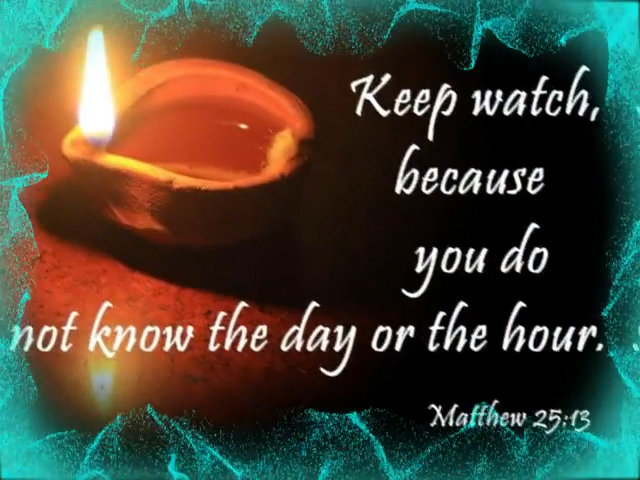 Keep watch,
because
you do
not know the day or the hour. .
Matthew 25:13